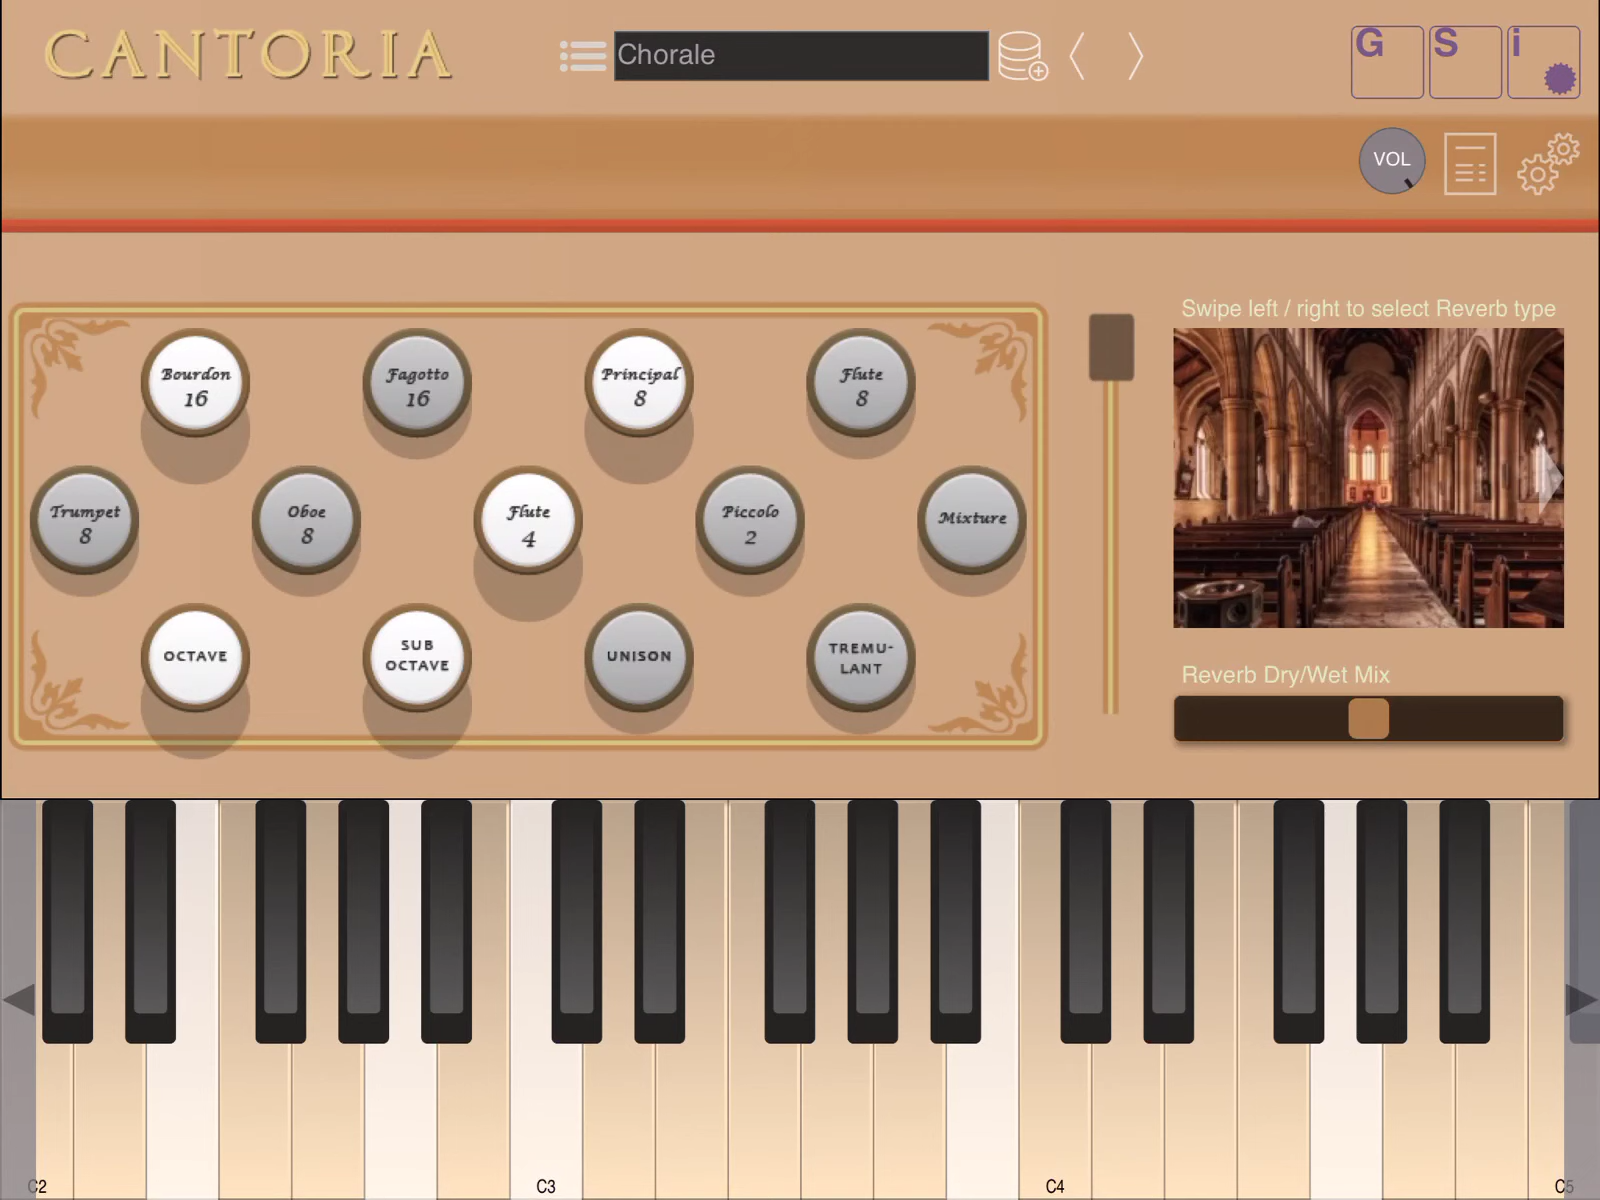 CANTORIA
Chorale
G S i
VOL
Swipe left / right to select Reverb type
Bourdon
16
Fagotto
16
Principal
8
Flute
8
Trumpet
8
Oboe
8
Flute
4
Piccolo
2
Mixture
OCTAVE
SUB
OCTAVE
UNISON
TREMU-
LANT
Reverb Dry/Wet Mix
C2
C3
C4
C5